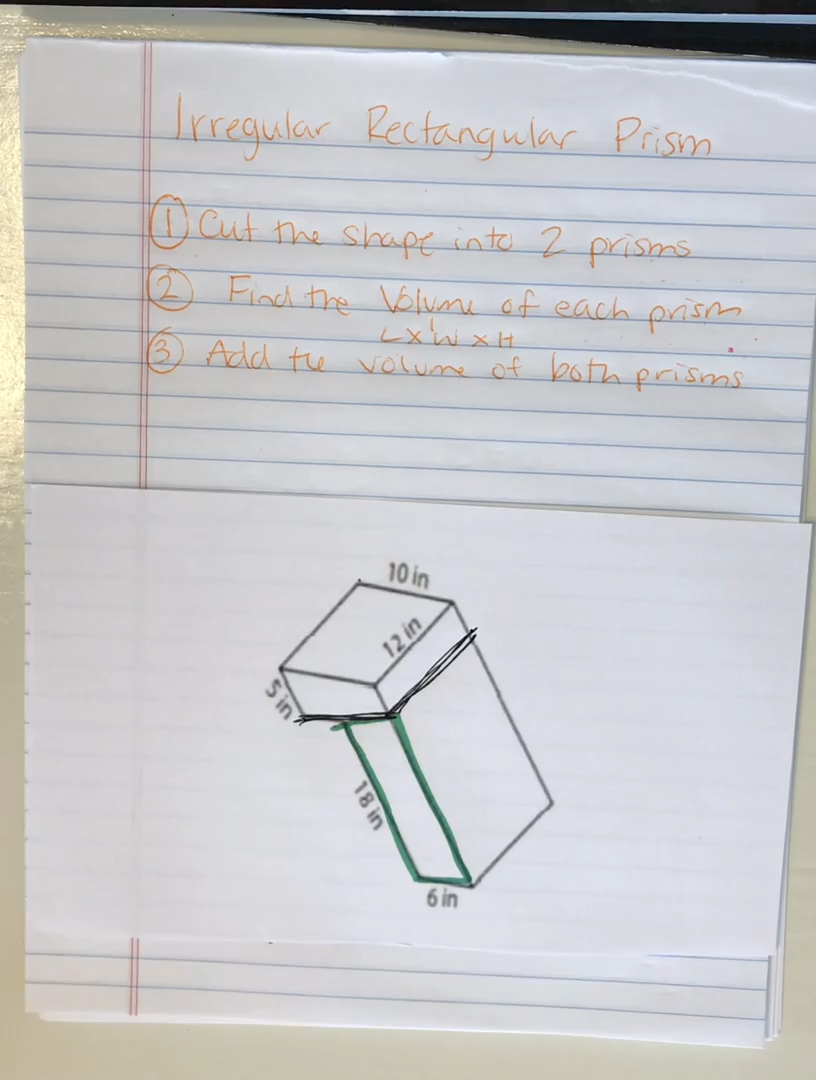 Irregular Rectangular Prism
① Cut the shape into 2 prisms
② Find the Volume of each prism
L x W x H
③ Add the volume of both prisms
10 in
12 in
5 in
18 in
6 in